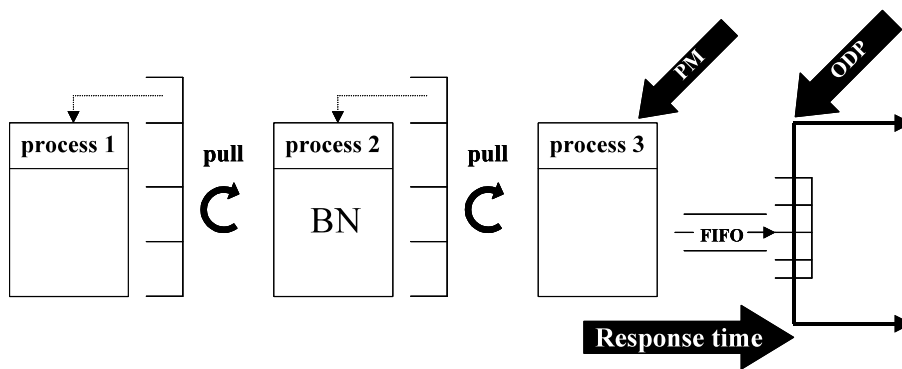 process 1
pull
process 2
BN
pull
process 3
PM
FIFO
ODP
Response time